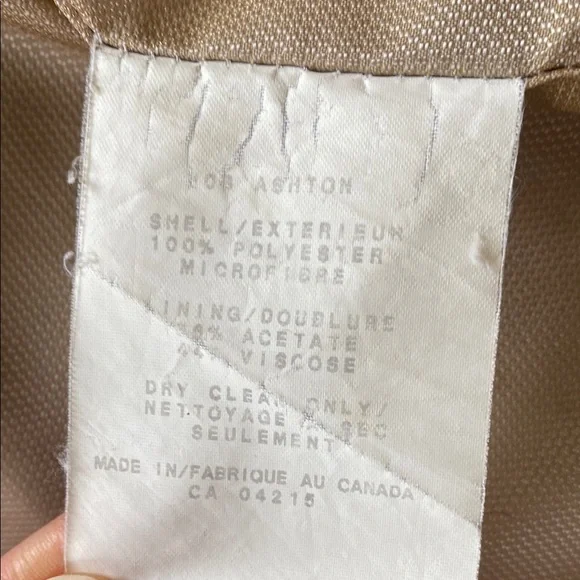 ASHTON
SHELL/EXTERIEUR
100% POLYESTER
MICROFIBRE
LINING/DOUBLURE
ACETATE
VISCOSE
DRY CLEAN ONLY/
NETTOYAGE SEC
SEULEMENT
MADE IN/FABRIQUE AU CANADA
CA 04215